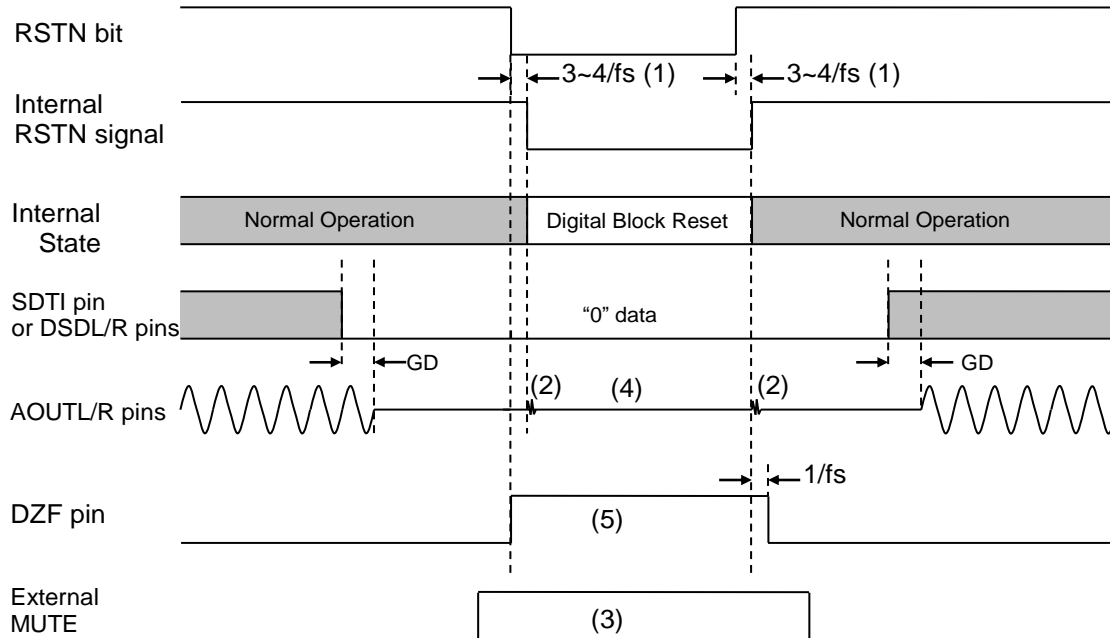 RSTN bit
3~4/fs (1) 3~4/fs (1)
Internal
RSTN signal
Internal
State
Normal Operation Digital Block Reset Normal Operation
SDTI pin
or DSDL/R pins
“0” data
GD GD
AOUTL/R pins
(2) (4) (2)
1/fs
DZF pin
(5)
External
MUTE
(3)